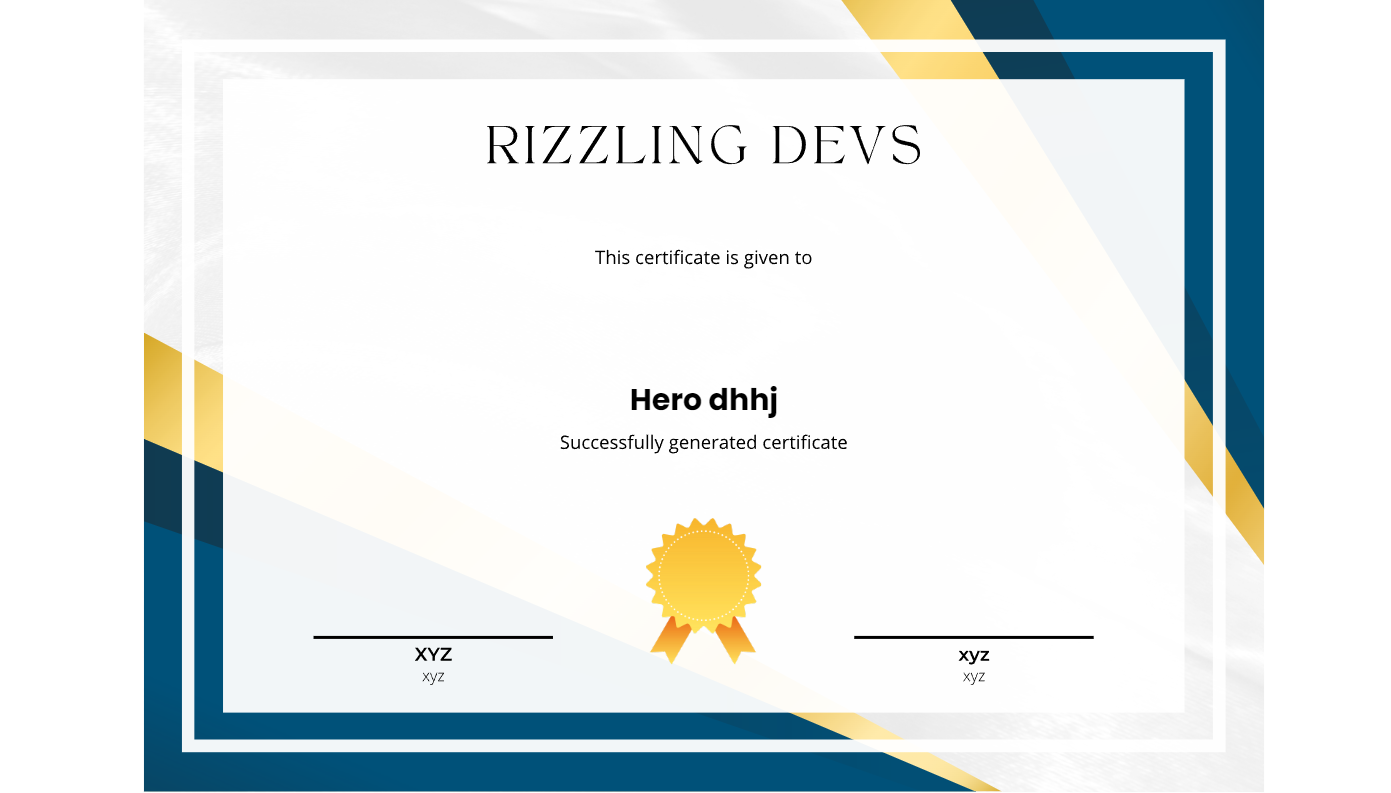 RIZZLING DEVS
This certificate is given to
Hero dhhj
Successfully generated certificate
XYZ
xyz
xyz
xyz